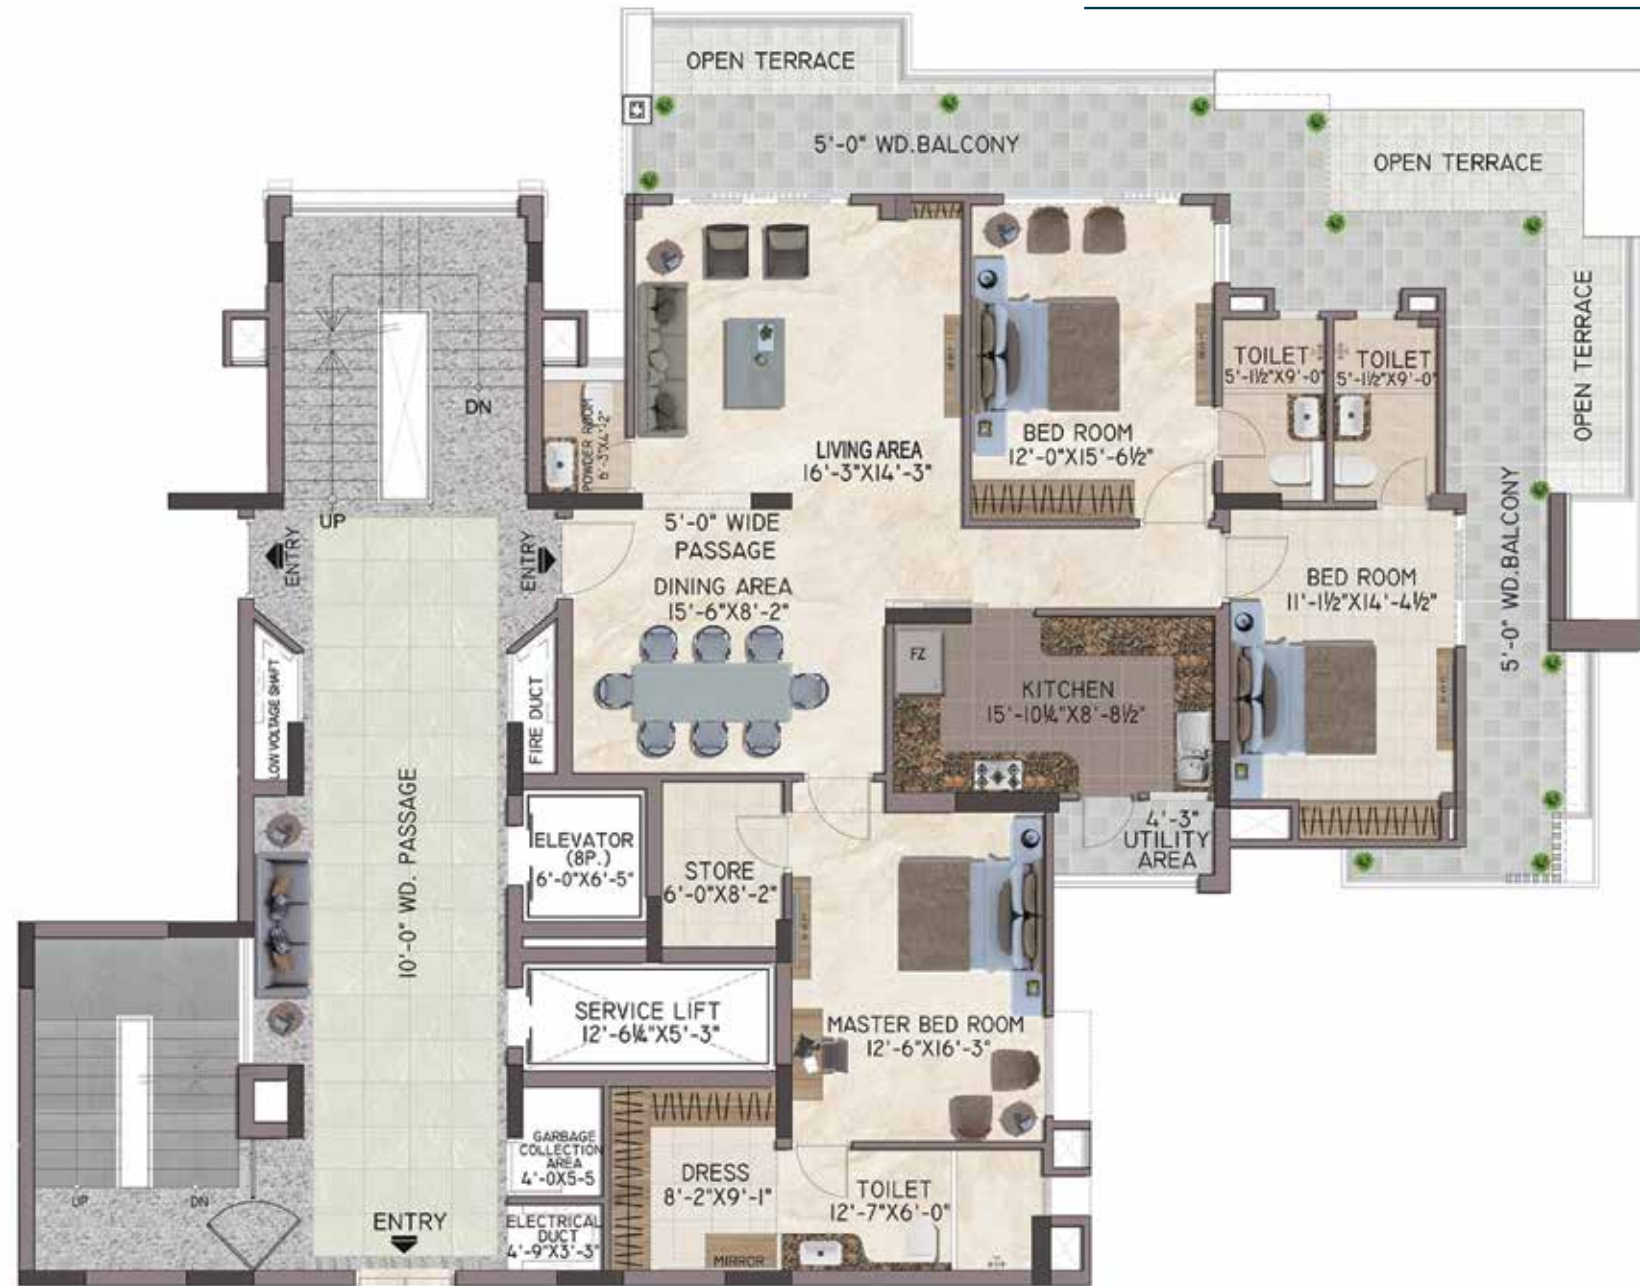 OPEN TERRACE
5'-0" WD.BALCONY
OPEN TERRACE
OPEN TERRACE
DN
UP
POWDER ROOM
6'-3"X4'-2"
LIVING AREA
16'-3"X14'-3"
BED ROOM
12'-0"X15'-6½"
TOILET
5'-1½"X9'-0"
TOILET
5'-1½"X9'-0"
ENTRY
ENTRY
5'-0" WIDE
PASSAGE
DINING AREA
15'-6"X8'-2"
BED ROOM
11'-1½"X14'-4½"
5'-0" WD.BALCONY
LOW VOLTAGE SHAFT
FIRE DUCT
FZ
KITCHEN
15'-10¼"X8'-8½"
10'-0" WD. PASSAGE
ELEVATOR
(8P.)
6'-0"X6'-5"
STORE
6'-0"X8'-2"
4'-3"
UTILITY
AREA
SERVICE LIFT
12'-6¼"X5'-3"
MASTER BED ROOM
12'-6"X16'-3"
GARBAGE
COLLECTION
AREA
4'-0X5-5
DRESS
8'-2"X9'-1"
TOILET
12'-7"X6'-0"
UP
DN
ENTRY
ELECTRICAL
DUCT
4'-9"X3'-3"
MIRROR